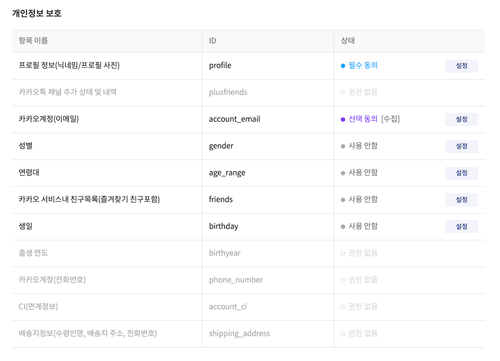 개인정보 보호
항목 이름 ID 상태
프로필 정보(닉네임/프로필 사진) profile 필수 동의 설정
카카오톡 채널 추가 상태 및 내역 plusfriends 권한 없음
카카오계정(이메일) account_email 선택 동의 [수집] 설정
성별 gender 사용 안함 설정
연령대 age_range 사용 안함 설정
카카오 서비스내 친구목록(즐겨찾기 친구포함) friends 사용 안함 설정
생일 birthday 사용 안함 설정
출생 연도 birthyear 권한 없음
카카오계정(전화번호) phone_number 권한 없음
CI(연계정보) account_ci 권한 없음
배송지정보(수령인명, 배송지 주소, 전화번호) shipping_address 권한 없음